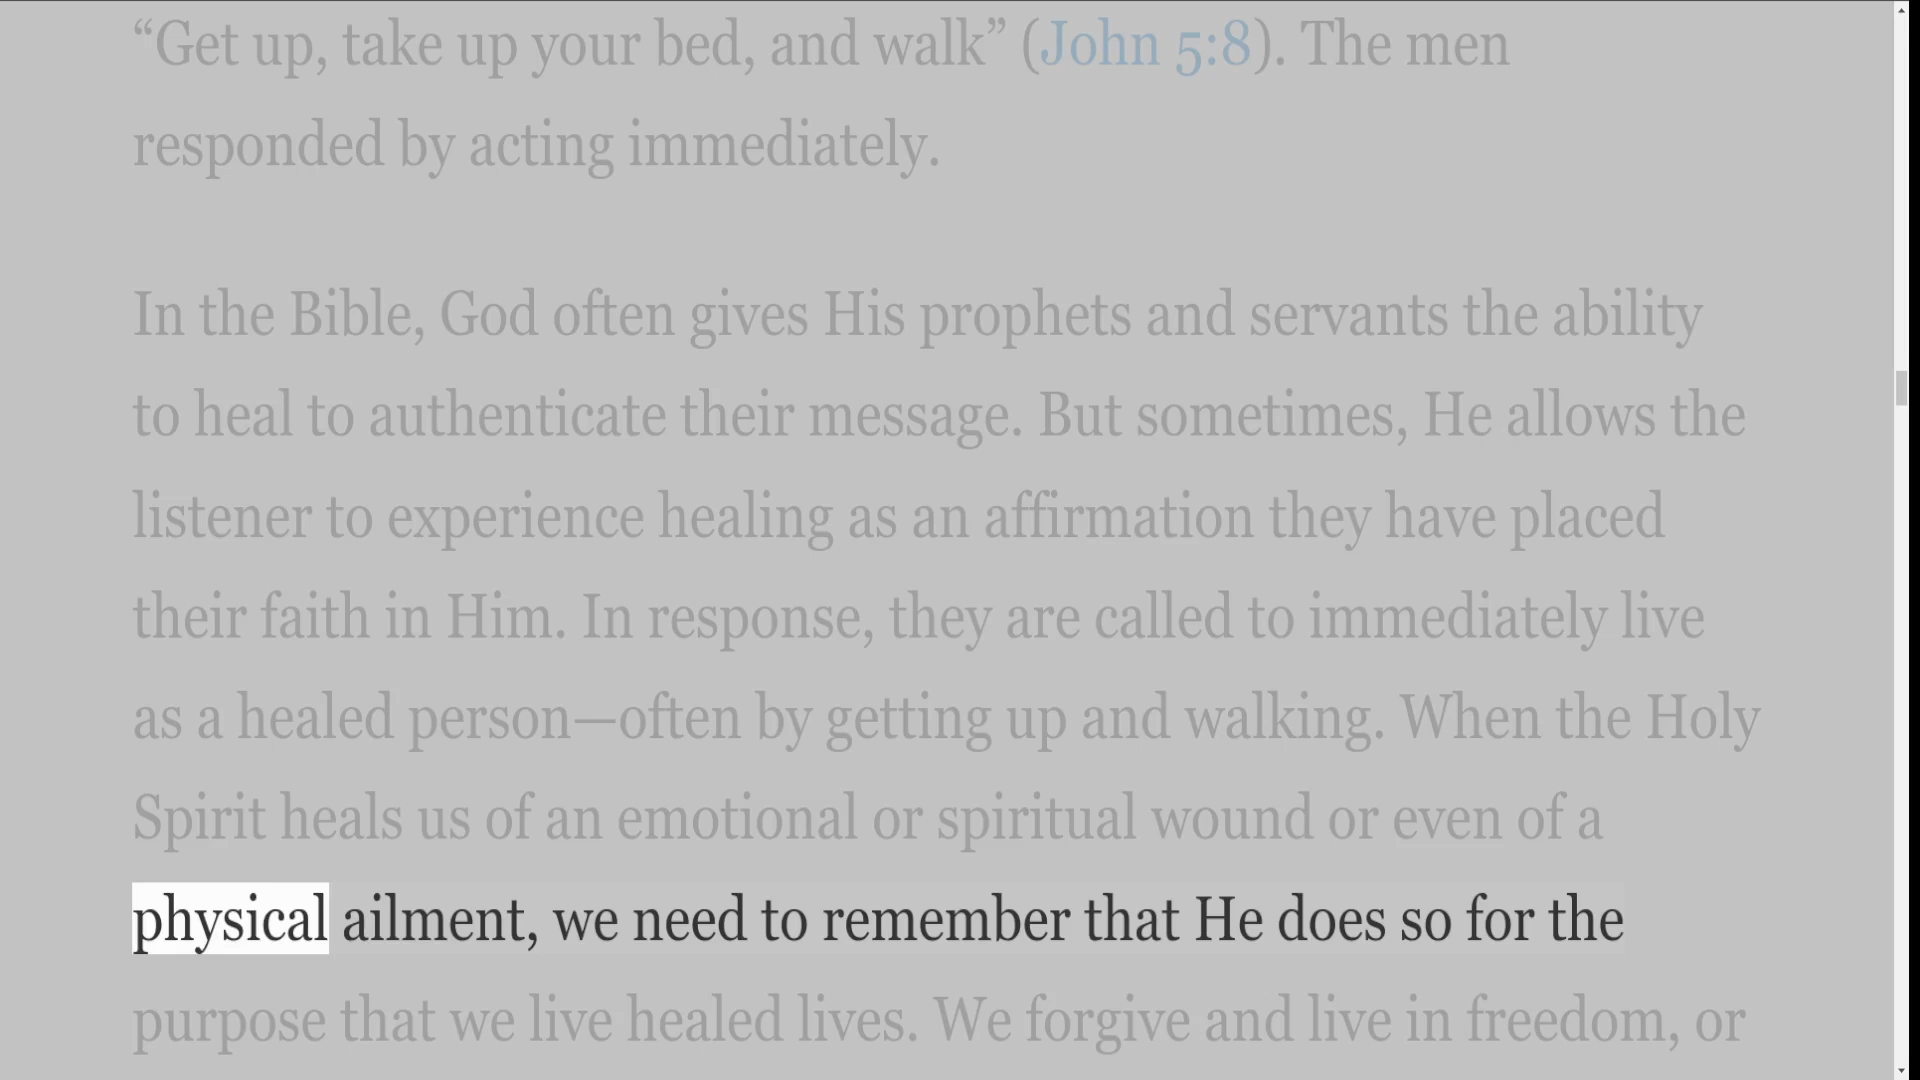 “Get up, take up your bed, and walk” (John 5:8). The men
responded by acting immediately.
In the Bible, God often gives His prophets and servants the ability
to heal to authenticate their message. But sometimes, He allows the
listener to experience healing as an affirmation they have placed
their faith in Him. In response, they are called to immediately live
as a healed person—often by getting up and walking. When the Holy
Spirit heals us of an emotional or spiritual wound or even of a
physical ailment, we need to remember that He does so for the
purpose that we live healed lives. We forgive and live in freedom, or